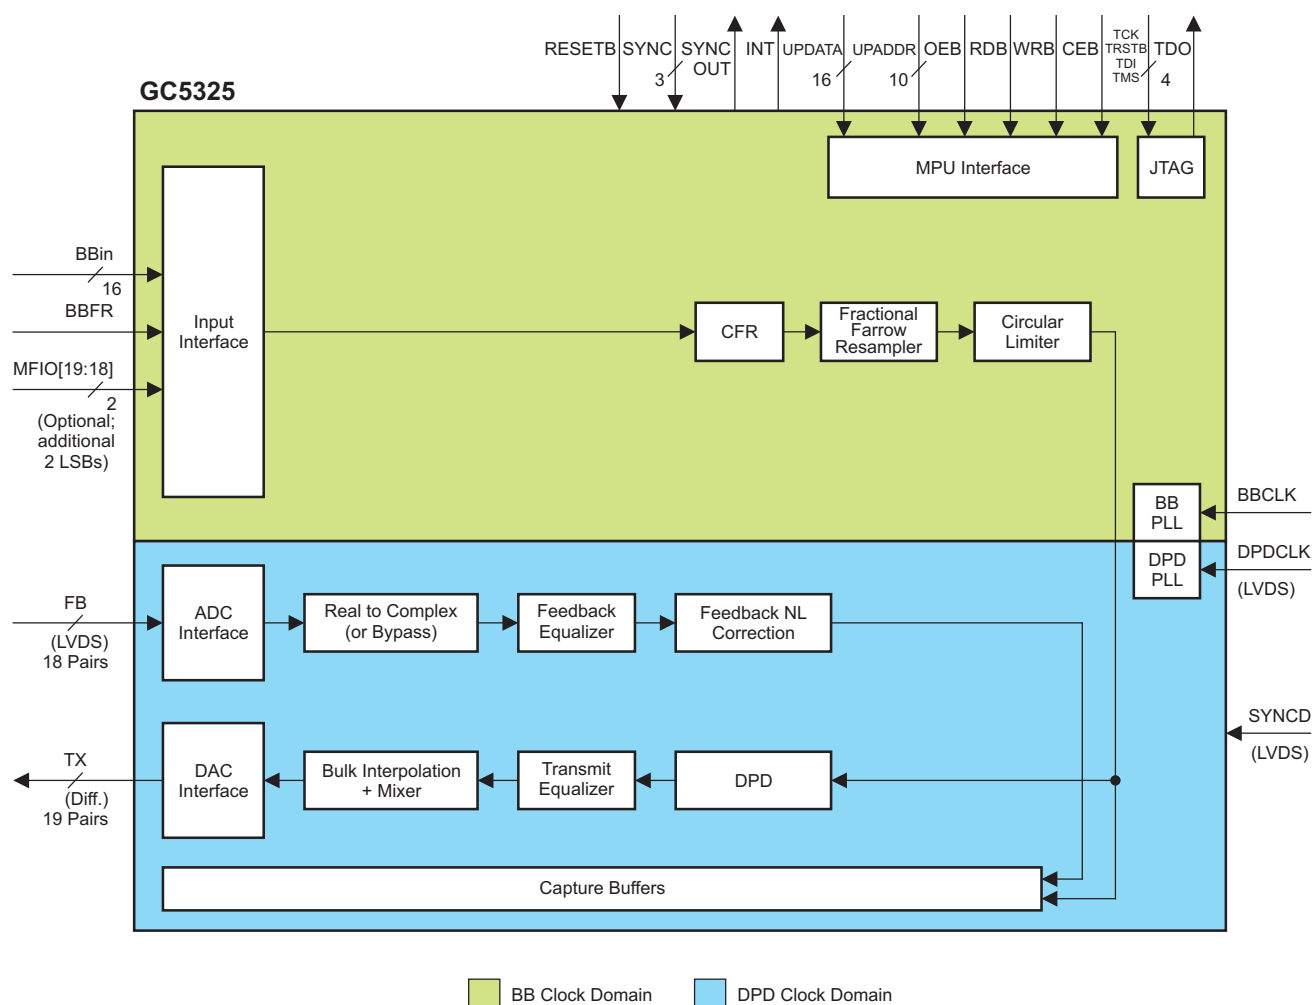 RESETB SYNC SYNC INT UPDATA UPADDR OEB RDB WRB CEB TCK TDO
OUT TRSTB
TDI
TMS
3 16 10 4
GC5325
MPU Interface
JTAG
BBin
16
BBFR
MFIO[19:18]
2
(Optional;
additional
2 LSBs)
Input
Interface
CFR
Fractional
Farrow
Resampler
Circular
Limiter
BB
PLL
BBCLK
DPD
PLL
DPDCLK
(LVDS)
FB
(LVDS)
18 Pairs
ADC
Interface
Real to Complex
(or Bypass)
Feedback
Equalizer
Feedback NL
Correction
SYNCD
(LVDS)
TX
(Diff.)
19 Pairs
DAC
Interface
Bulk Interpolation
+ Mixer
Transmit
Equalizer
DPD
Capture Buffers
BB Clock Domain
DPD Clock Domain